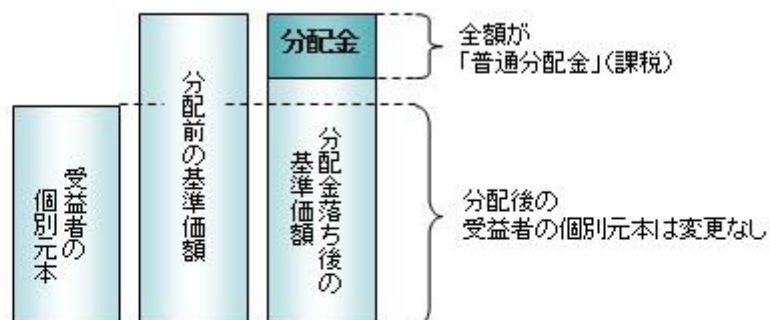 受益者の
個別元本
分配前の基準価額
分配金
分配金落ち後の
基準価額
全額が
「普通分配金」(課税)
分配後の
受益者の個別元本は変更なし